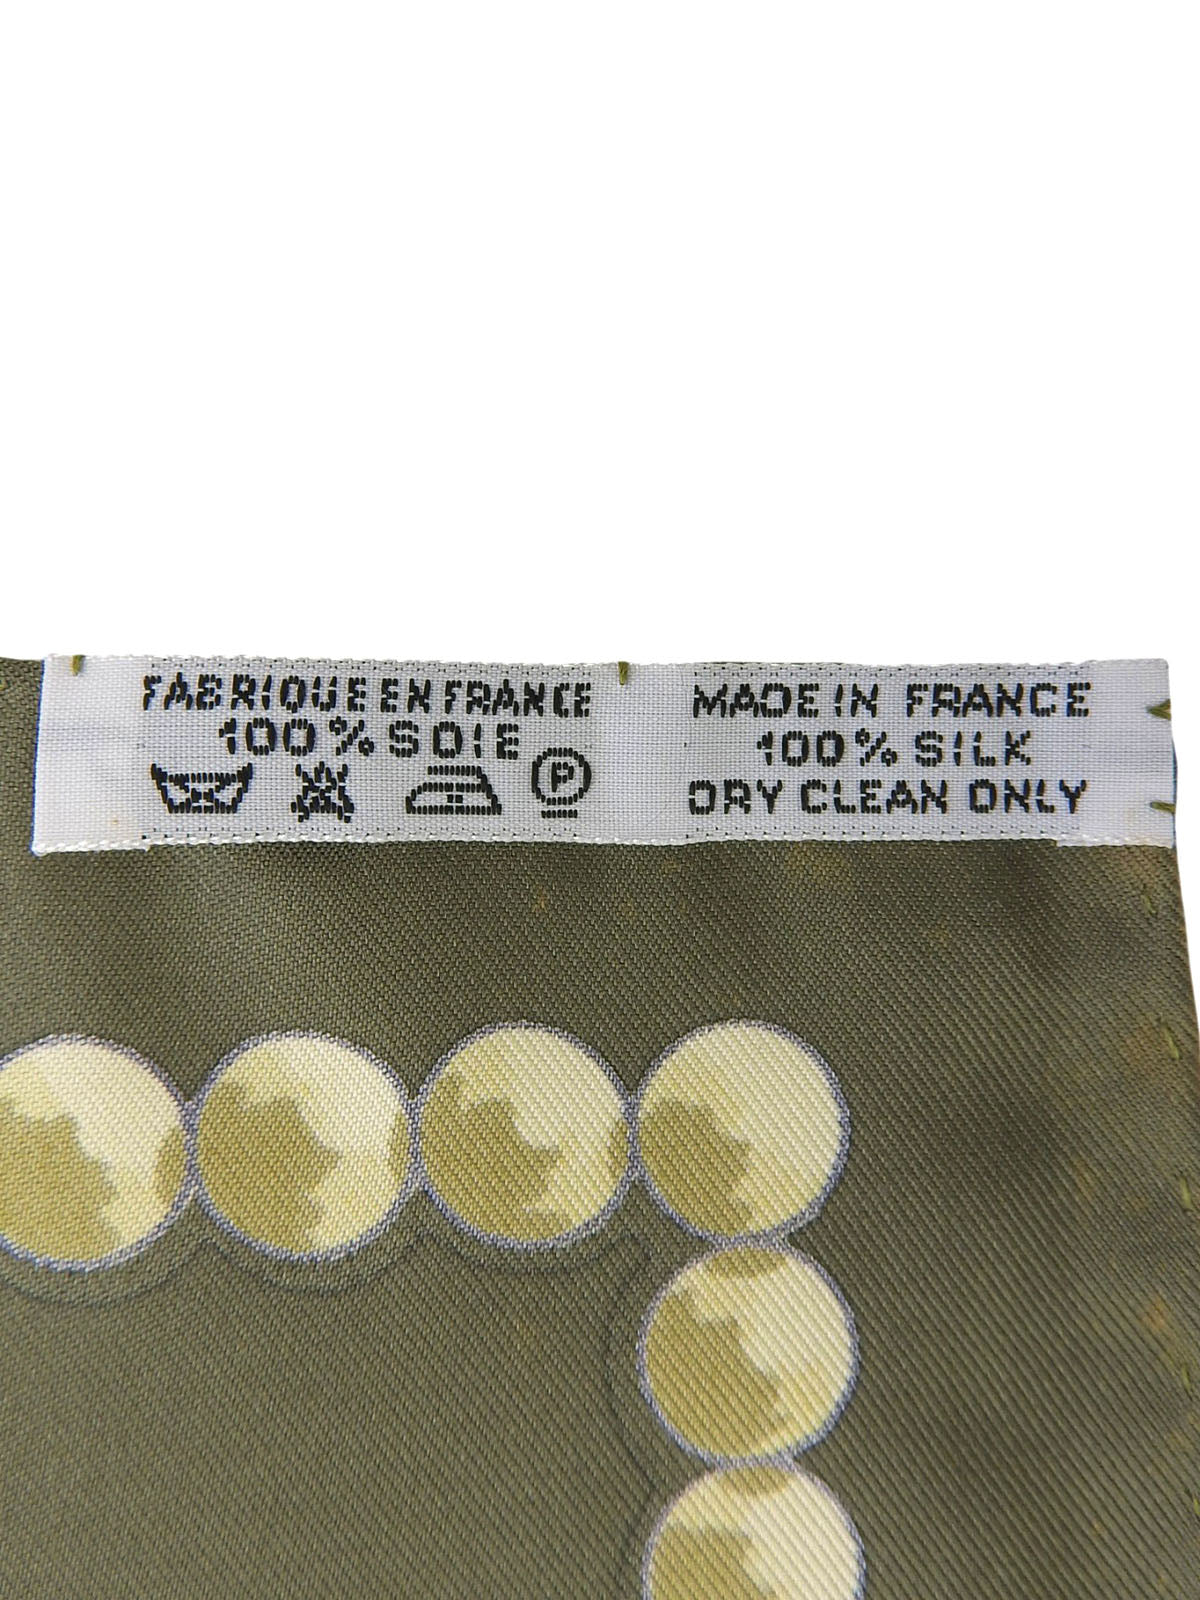 FABRIQUE EN FRANCE
100% SOIE
P
MADE IN FRANCE
100% SILK
DRY CLEAN ONLY